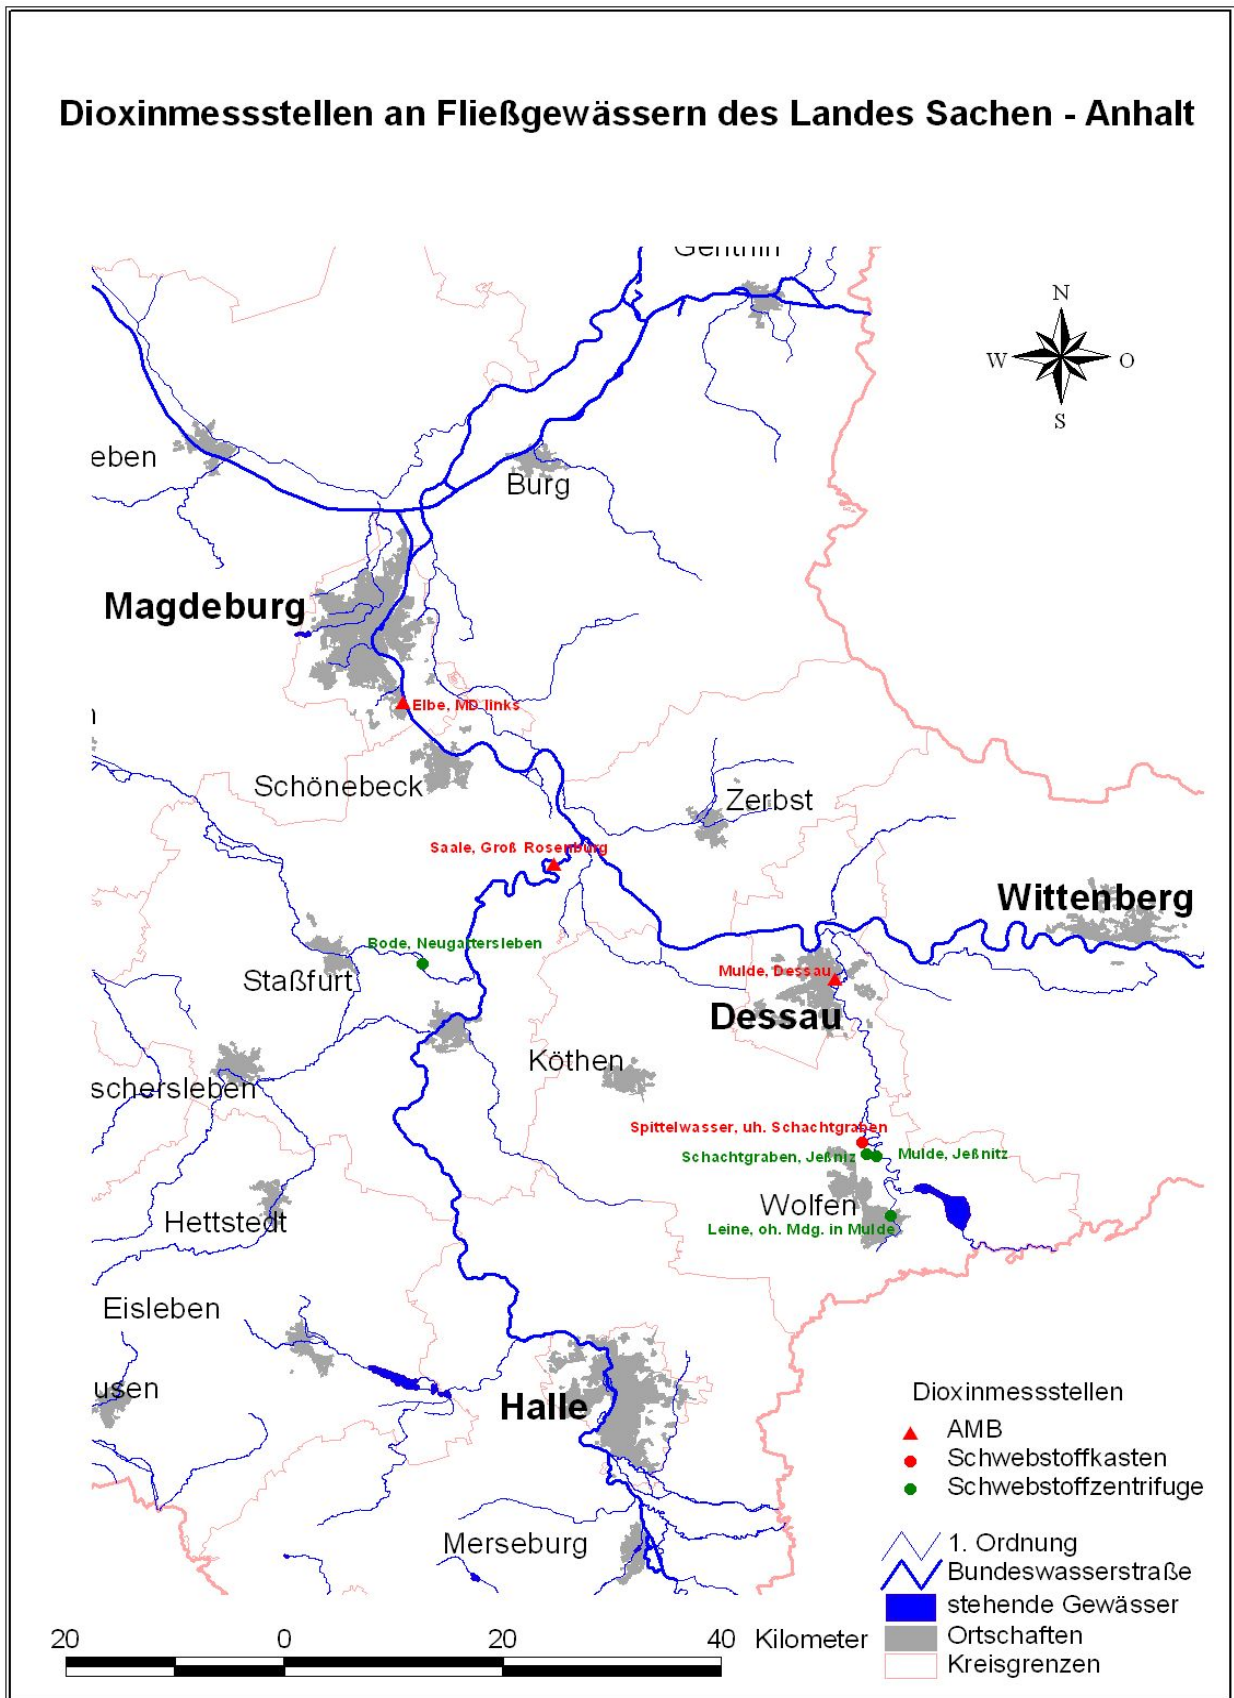 Dioxinmessstellen an Fließgewässern des Landes Sachen - Anhalt
Genthin
N
W
O
S
eben
Burg
Magdeburg
Elbe, MD links
Schönebeck
Zerbst
Saale, Groß Rosenburg
Wittenberg
Bode, Neugattersleben
Staßfurt
Mulde, Dessau
Dessau
Köthen
schersleben
Spittelwasser, uh. Schachtgraben
Schachtgraben, Jeßniz
Mulde, Jeßnitz
Wolfen
Hettstedt
Leine, oh. Mdg. in Mulde
Eisleben
usen
Halle
Merseburg
Dioxinmessstellen
AMB
Schwebstoffkasten
Schwebstoffzentrifuge
1. Ordnung
Bundeswasserstraße
stehende Gewässer
Ortschaften
Kreisgrenzen
20 0 20 40 Kilometer